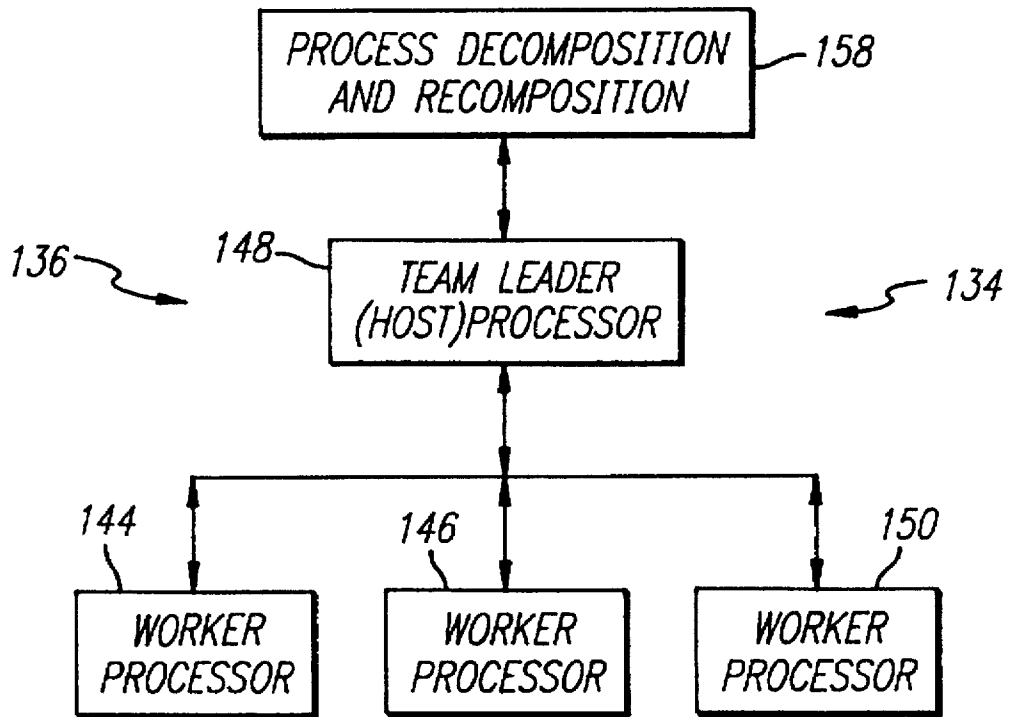 PROCESS DECOMPOSITION
AND RECOMPOSITION
158
148
TEAM LEADER
(HOST)PROCESSOR
136
134
144
146
150
WORKER
PROCESSOR
WORKER
PROCESSOR
WORKER
PROCESSOR